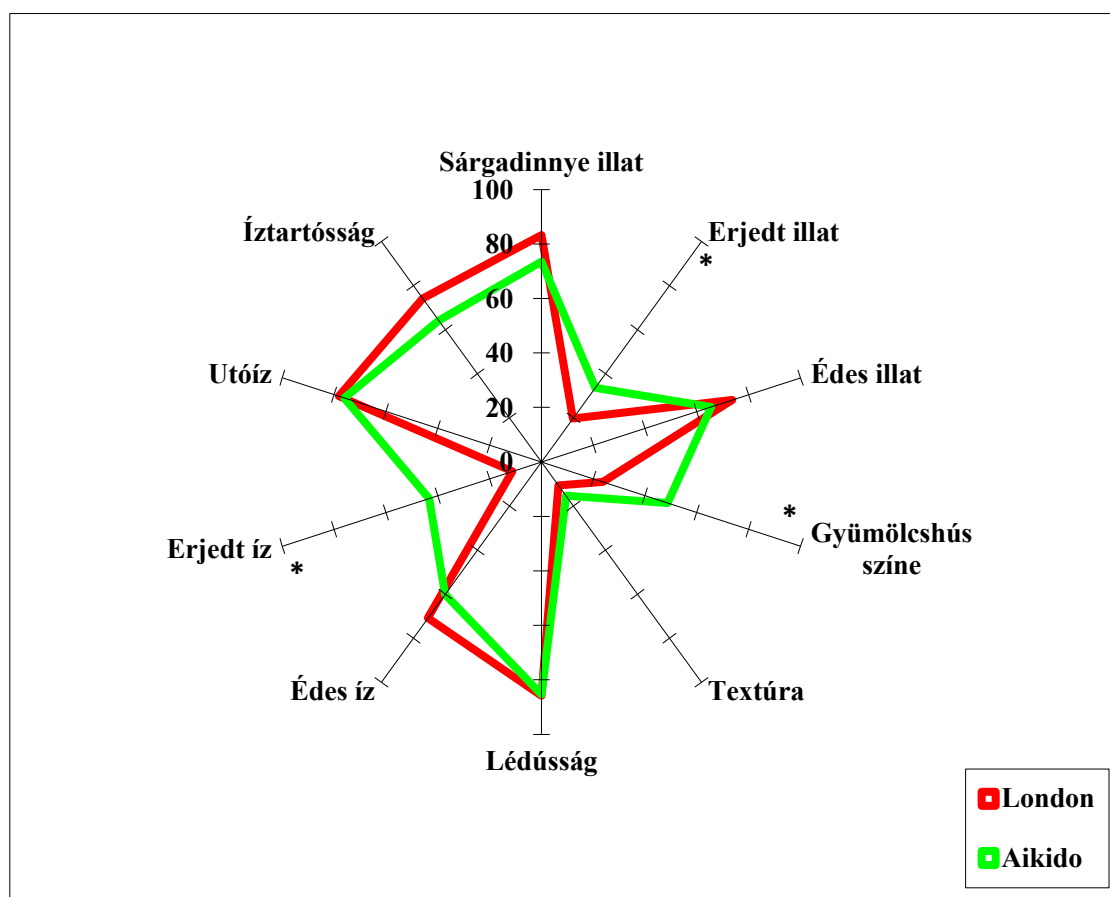 Sárgadinnye illat
100
Íztartósság
Erjedt illat
*
80
60
Utóíz
Édes illat
40
20
0
*
Erjedt íz
*
Gyümölcshús
színe
Édes íz
Textúra
Lédússág
London
Aikido